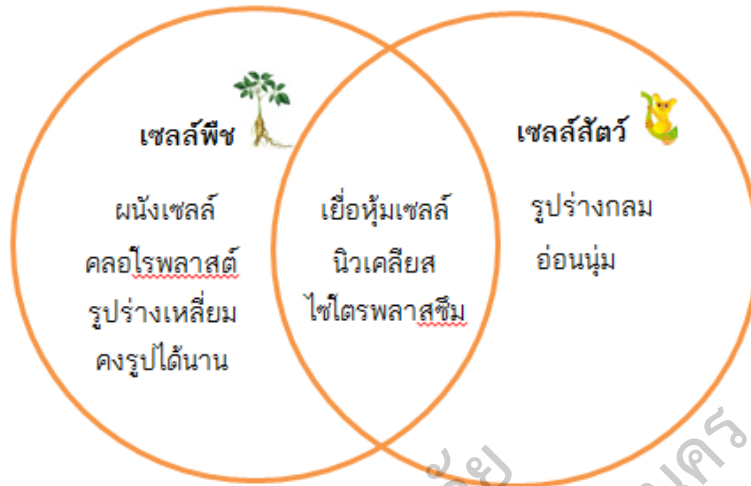 เซลล์พืช
ผนังเซลล์
คลอโรพลาสต์
รูปร่างเหลี่ยม
คงรูปได้นาน
เยื่อหุ้มเซลล์
นิวเคลียส
ไซโตรพลาสซึม
เซลล์สัตว์
รูปร่างกลม
อ่อนนุ่ม